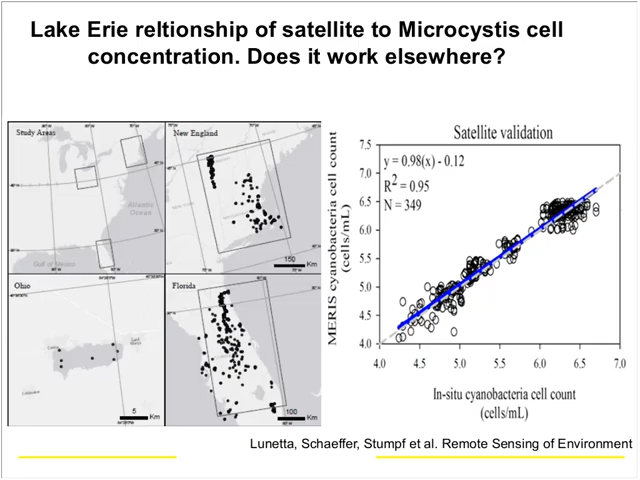 Lake Erie reltionship of satellite to Microcystis cell
concentration. Does it work elsewhere?
Study Areas
Atlantic
Ocean
Gulf of Mexico
New England
150 Km
Ohio
5 Km
Florida
100 Km
Satellite validation
y = 0.98(x) - 0.12
R2 = 0.95
N = 349
MERIS cyanobacteria cell count
(cells/mL)
7.5
7.0
6.5
6.0
5.5
5.0
4.5
4.0
4.0 4.5 5.0 5.5 6.0 6.5 7.0
In-situ cyanobacteria cell count
(cells/mL)
Lunetta, Schaeffer, Stumpf et al. Remote Sensing of Environment